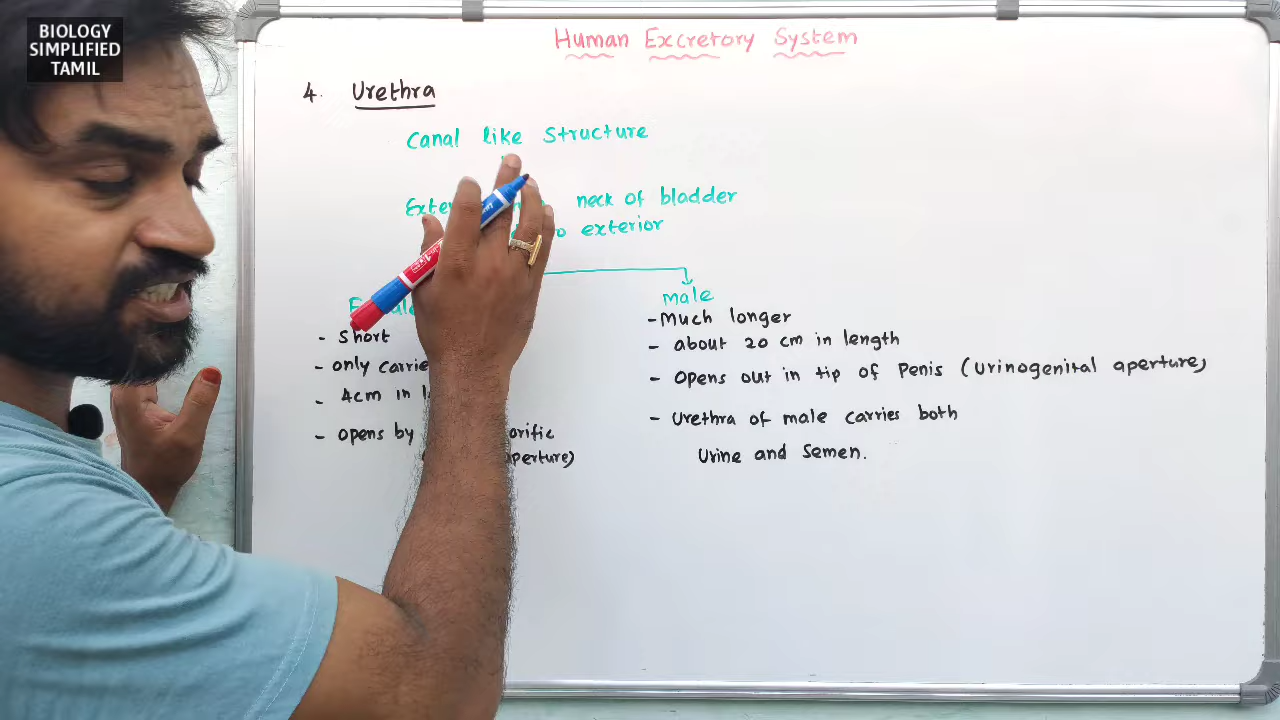 BIOLOGY
SIMPLIFIED
TAMIL
Human Excretory System
4. Urethra
Canal like structure
neck of bladder
exterior
Male
- Much longer
- about 20 cm in length
- Opens out in tip of Penis (Urinogenital aperture)
- Urethra of male carries both
Urine and Semen.
- Short
- only
- 4cm in
- opens by orific